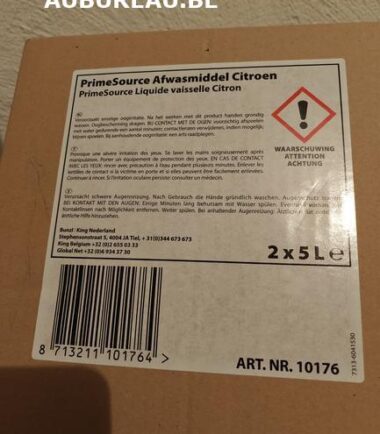 AUBURLAU.BE
PrimeSource Afwasmiddel Citroen
PrimeSource Liquide vaisselle Citron
Veroorzaakt ernstige oogirritatie. Na het werken met dit product handen grondig
wassen. Oogbescherming dragen. BIJ CONTACT MET DE OGEN: voorzichtig afspoelen
met water gedurende een aantal minuten; contactlenzen verwijderen, indien mogelijk;
blijven spoelen. Bij aanhoudende oogirritatie een arts raadplegen.
Provoque une sévère irritation des yeux. Se laver les mains soigneusement après
manipulation. Porter un équipement de protection des yeux. EN CAS DE CONTACT
AVEC LES YEUX: rincer avec précaution à l'eau pendant plusieurs minutes. Enlever les
lentilles de contact si la victime en porte et si elles peuvent être facilement enlevées.
Continuer à rincer. Si l'irritation oculaire persiste: consulter un médecin.
Verursacht schwere Augenreizung. Nach Gebrauch die Hände gründlich waschen.
BEI KONTAKT MIT DEN AUGEN: Einige Minuten lang behutsam mit Wasser spülen. Eventuell
Kontaktlinsen nach Möglichkeit entfernen. Weiter spülen. Bei anhaltender Augenreizung:
ärztliche Hilfe
WAARSCHUWING
ATTENTION
ACHTUNG
Bunzl / King Nederland
Stephensonstraat 5, 4004 JA Tiel, +31(0)344 673 673
King Belgium +32 (0)2 655 03 33
Global Net +32 (0)6 934 37 50
2 x 5 L e
8 713211 101764 >
ART. NR. 10176
7313-6041530